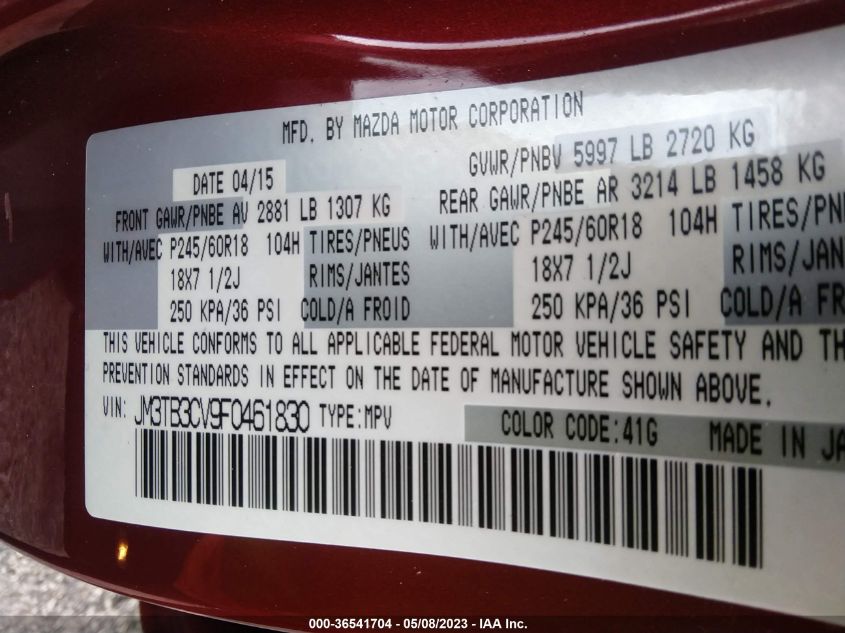 MFD. BY MAZDA MOTOR CORPORATION
DATE 04/15 GVWR/PNBV 5997 LB 2720 KG
FRONT GAWR/PNBE AV 2881 LB 1307 KG REAR GAWR/PNBE AR 3214 LB 1458 KG
WITH/AVEC P245/60R18 104H TIRES/PNEUS WITH/AVEC P245/60R18 104H TIRES/PN
18X7 1/2J RIMS/JANTES 18X7 1/2J RIMS/JAN
250 KPA/36 PSI COLD/A FROID 250 KPA/36 PSI COLD/A FR
THIS VEHICLE CONFORMS TO ALL APPLICABLE FEDERAL MOTOR VEHICLE SAFETY AND TH
PREVENTION STANDARDS IN EFFECT ON THE DATE OF MANUFACTURE SHOWN ABOVE.
VIN: JM3TB3CV9F0461830 TYPE:MPV COLOR CODE:41G MADE IN JA
000-36541704 - 05/08/2023 - IAA Inc.